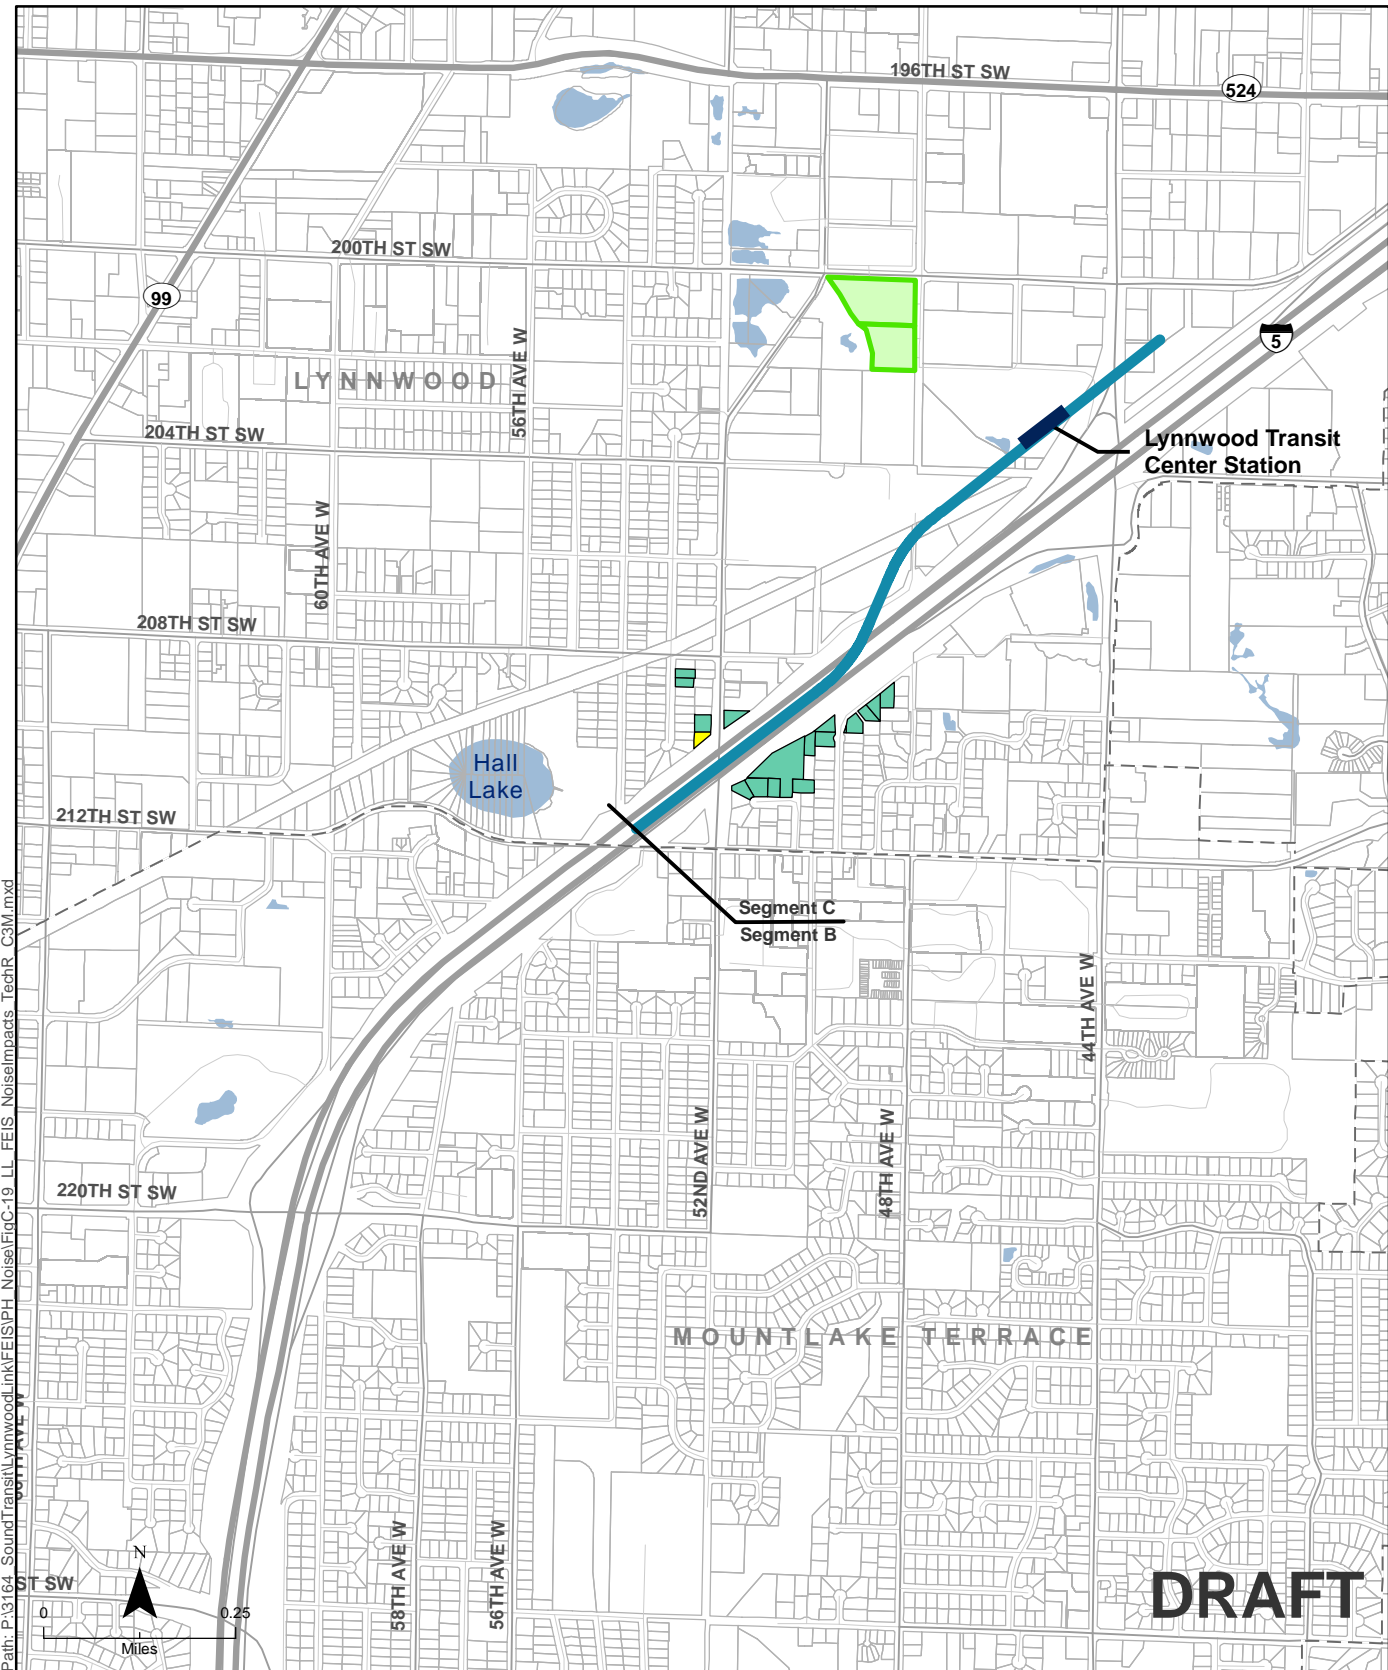 196TH ST SW
524
200TH ST SW
99
5
56TH AVE W
LYNNWOOD
204TH ST SW
Lynnwood Transit
Center Station
60TH AVE W
208TH ST SW
Hall
Lake
212TH ST SW
Segment C
Segment B
44TH AVE W
52ND AVE W
48TH AVE W
220TH ST SW
MOUNTLAKE TERRACE
58TH AVE W
56TH AVE W
AVE W
ST SW
N
0
0.25
Miles
DRAFT
Path: P:\3164_SoundTransit\LynnwoodLink\FEIS\PH_Noise\FigC-19_LL_FEIS_NoiseImpacts_TechR_C3M.mxd